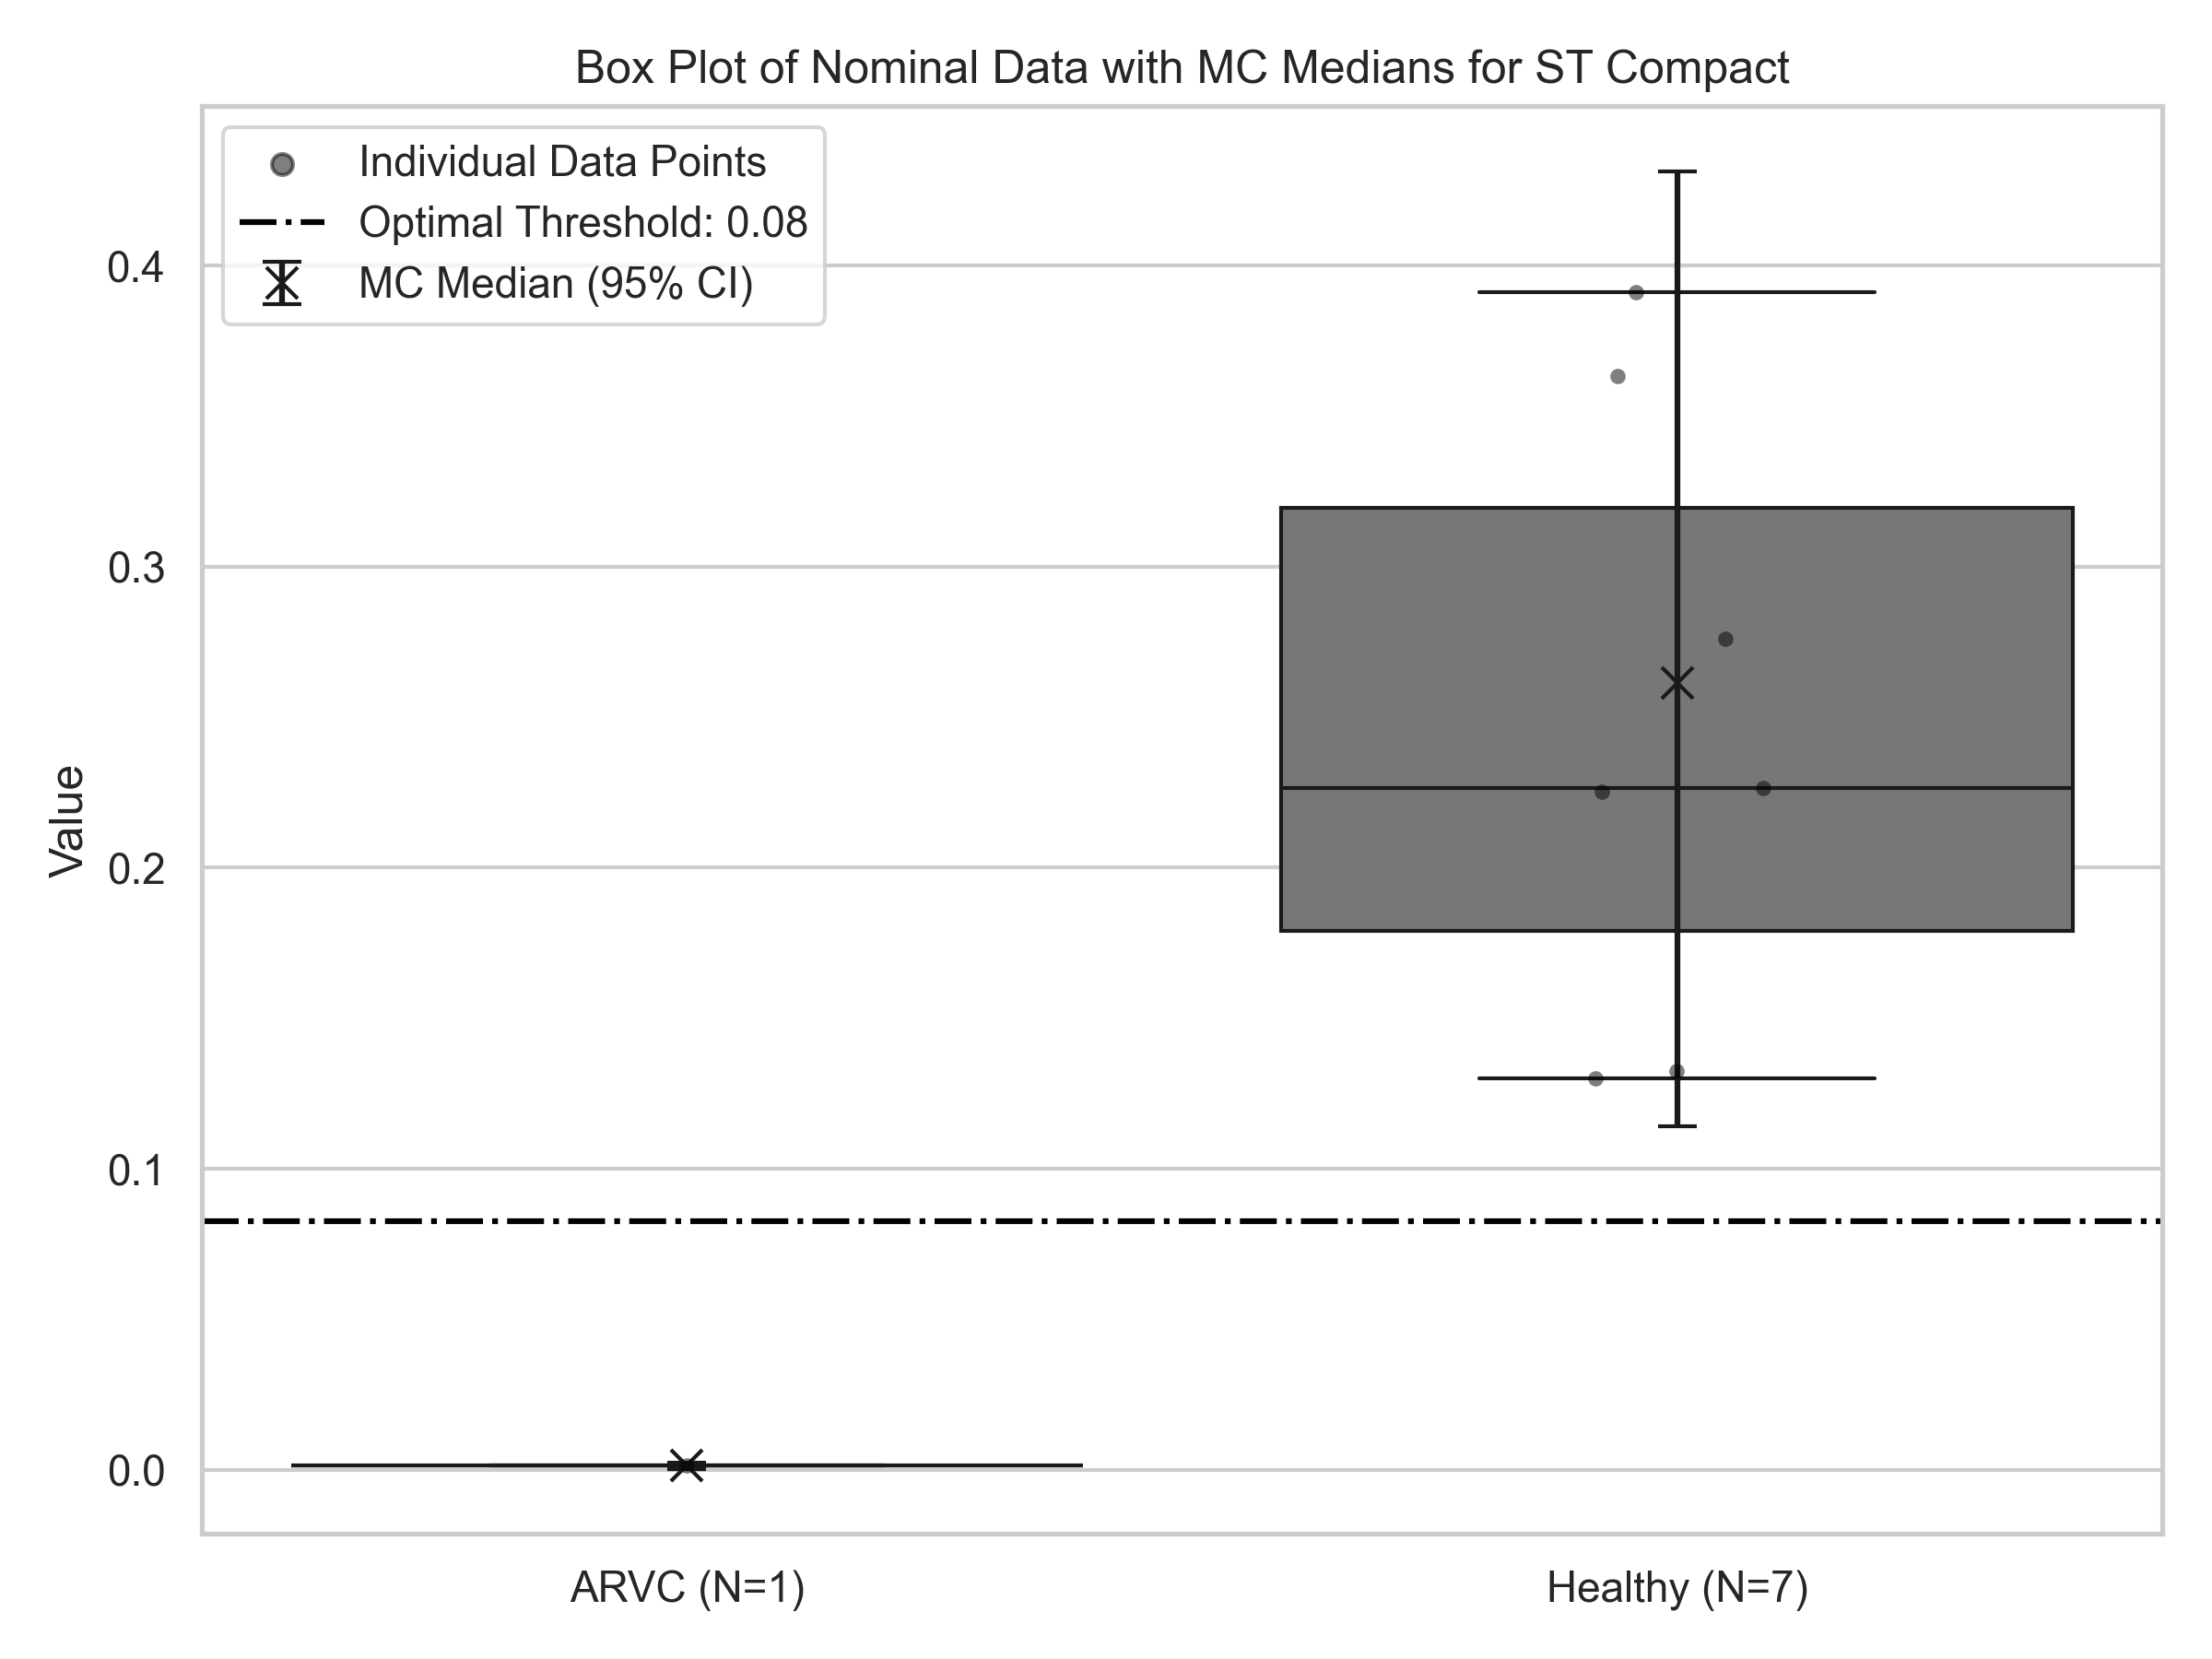 Box Plot of Nominal Data with MC Medians for ST Compact
Individual Data Points
Optimal Threshold: 0.08
MC Median (95% CI)
0.4
0.3
0.2
0.1
0.0
Value
ARVC (N=1)
Healthy (N=7)